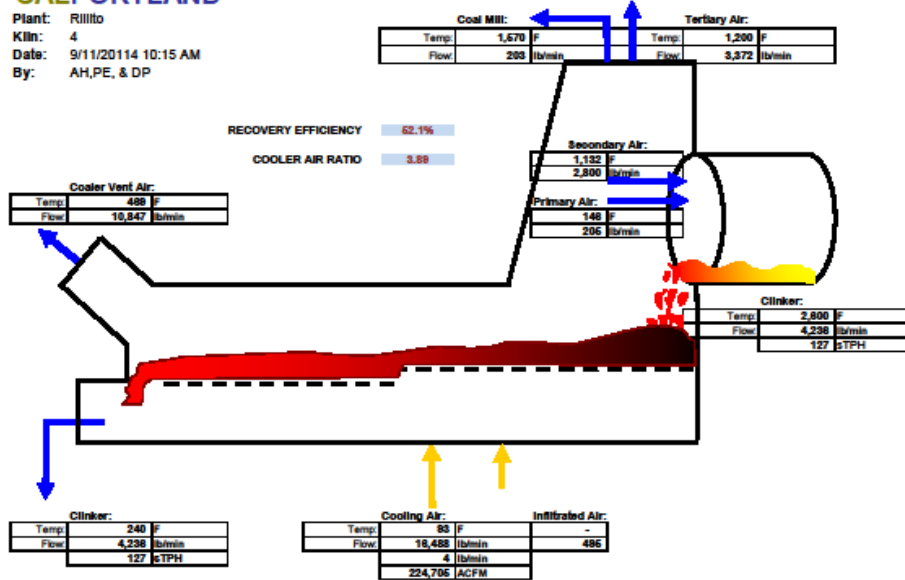 CALPORTLAND
Plant: Rillito
Kiln: 4
Date: 9/11/20114 10:15 AM
By: AH,PE, & DP
Coal Mill:
Temp: 1,570 F
Flow: 203 lb/min
Tertiary Air:
Temp: 1,200 F
Flow: 3,372 lb/min
RECOVERY EFFICIENCY 52.1%
COOLER AIR RATIO 3.89
Secondary Air:
1,132 F
2,800 lb/min
Primary Air:
146 F
205 lb/min
Cooler Vent Air:
Temp: 469 F
Flow: 10,847 lb/min
Clinker:
Temp: 2,600 F
Flow: 4,236 lb/min
127 sTPH
Clinker:
Temp: 240 F
Flow: 4,236 lb/min
127 sTPH
Cooling Air:
Temp: 93 F
Flow: 16,488 lb/min
4 lb/min
224,705 ACFM
Infiltrated Air:
-
495